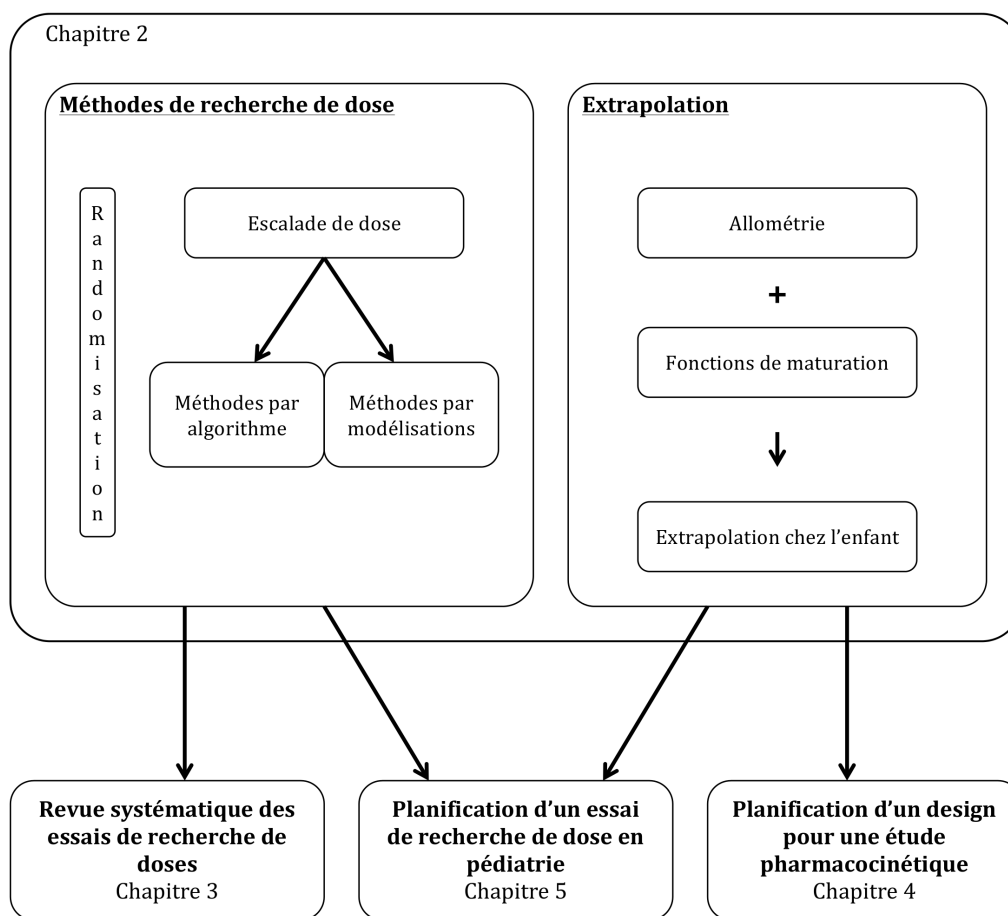 Chapitre 2
Méthodes de recherche de dose
Randomisation
Escalade de dose
Méthodes par
algorithme
Méthodes par
modélisations
Extrapolation
Allométrie
+
Fonctions de maturation
Extrapolation chez l’enfant
Revue systématique des
essais de recherche de
doses
Chapitre 3
Planification d’un essai
de recherche de dose en
pédiatrie
Chapitre 5
Planification d’un design
pour une étude
pharmacocinétique
Chapitre 4